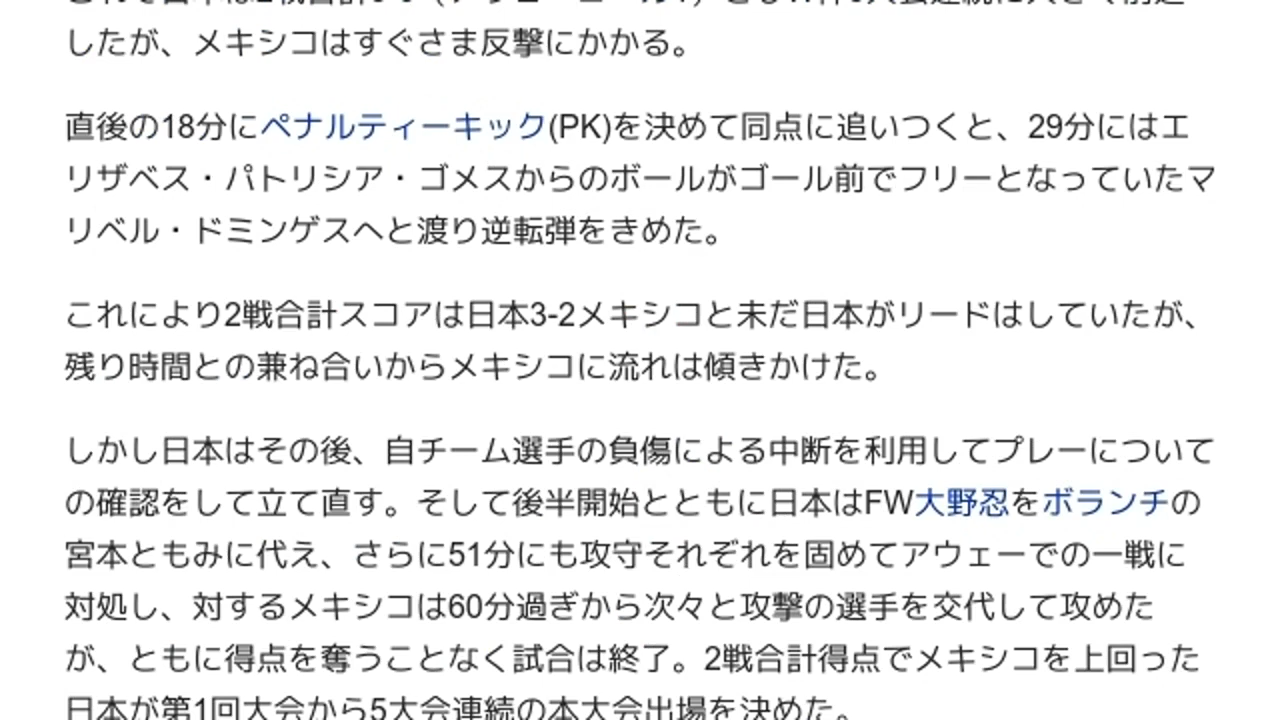 したが、メキシコはすぐさま反撃にかかる。
直後の18分にペナルティーキック(PK)を決めて同点に追いつくと、29分にはエ
リザベス・パトリシア・ゴメスからのボールがゴール前でフリーとなっていたマ
リベル・ドミンゲスへと渡り逆転弾をきめた。
これにより2戦合計スコアは日本3-2メキシコと未だ日本がリードはしていたが、
残り時間との兼ね合いからメキシコに流れは傾きかけた。
しかし日本はその後、自チーム選手の負傷による中断を利用してプレーについて
の確認をして立て直す。そして後半開始とともに日本はFW大野忍をボランチの
宮本ともみに代え、さらに51分にも攻守それぞれを固めてアウェーでの一戦に
対処し、対するメキシコは60分過ぎから次々と攻撃の選手を交代して攻めた
が、ともに得点を奪うことなく試合は終了。2戦合計得点でメキシコを上回った
日本が第1回大会から5大会連続の本大会出場を決めた。